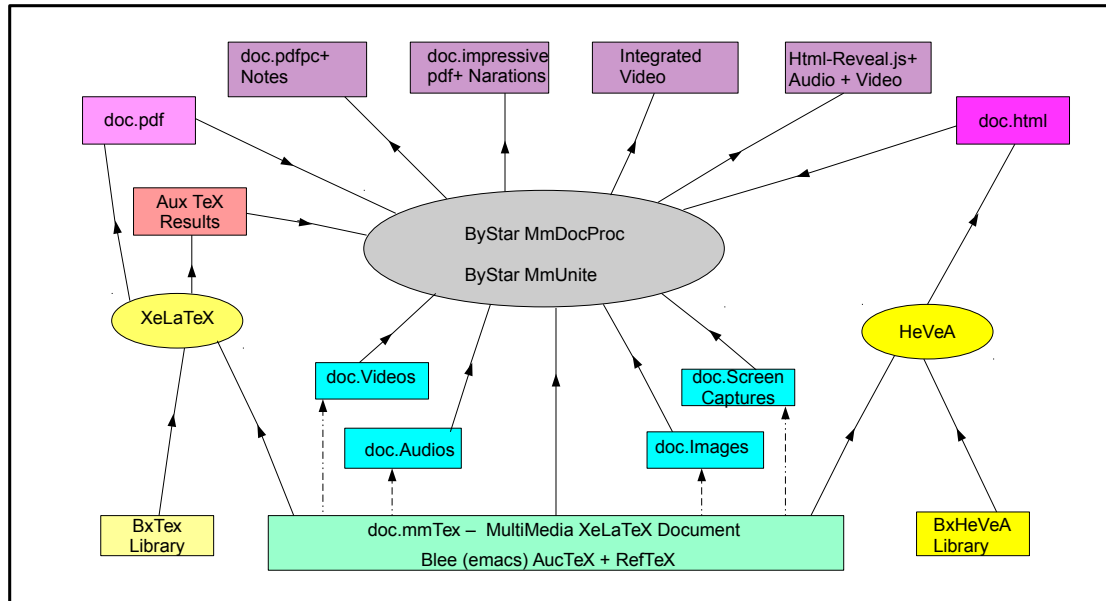 doc.pdfpc+
Notes
doc.impressive
pdf+ Narations
Integrated
Video
Html-Reveal.js+
Audio + Video
doc.pdf
doc.html
Aux TeX
Results
ByStar MmDocProc
ByStar MmUnite
XeLaTeX
HeVeA
doc.Videos
doc.Screen
Captures
doc.Audios
doc.Images
BxTex
Library
doc.mmTex – MultiMedia XeLaTeX Document
Blee (emacs) AucTeX + RefTeX
BxHeVeA
Library